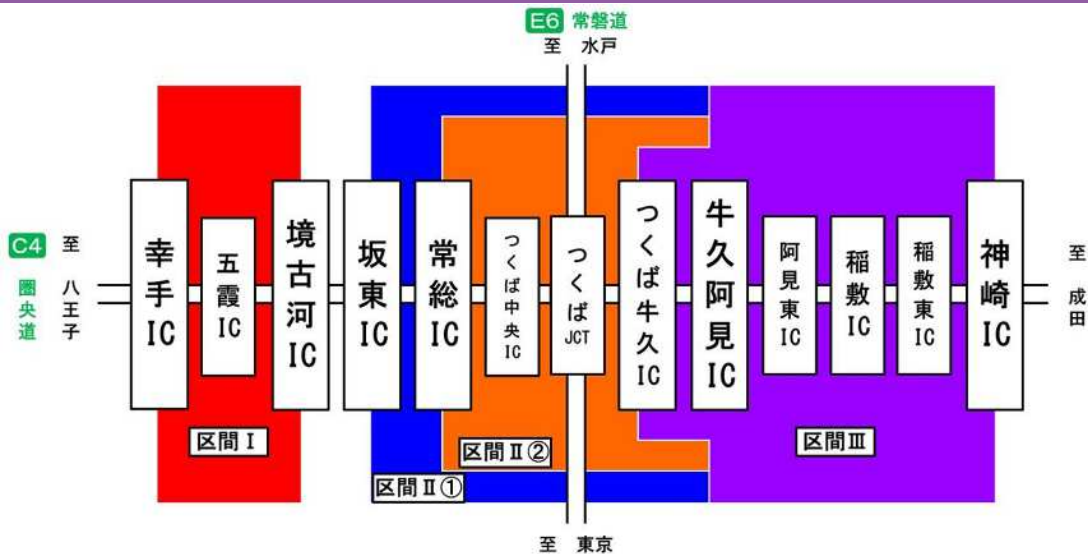 E6 常磐道
至 水戸
C4 至 八王子
圏央道
幸手IC
五霞IC
境古河IC
坂東IC
常総IC
つくば中央IC
つくばJCT
つくば牛久IC
牛久阿見IC
阿見東IC
稲敷IC
稲敷東IC
神崎IC
至 成田
区間Ⅰ
区間Ⅱ②
区間Ⅲ
区間Ⅱ①
至 東京